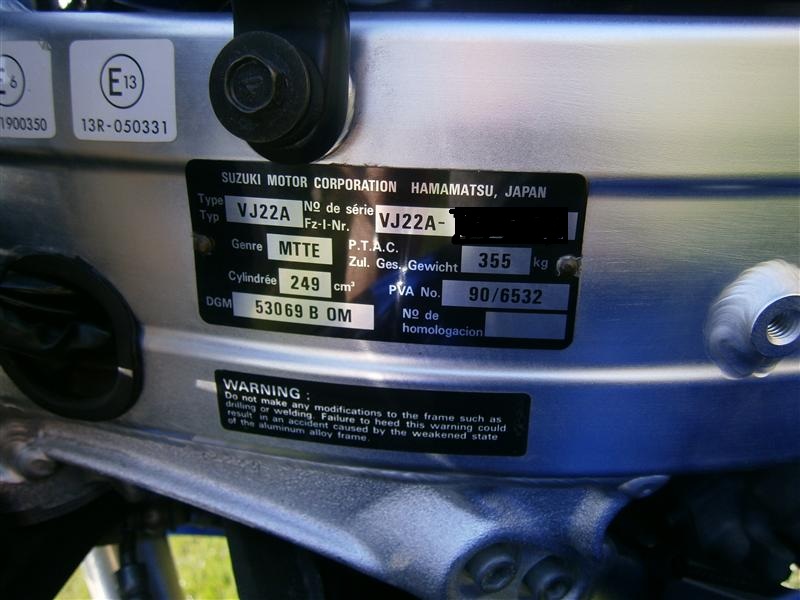 E 6
1900350
E 13
13R-050331
SUZUKI MOTOR CORPORATION HAMAMATSU, JAPAN
Type
Typ
VJ22A
Nº de série
Fz-I-Nr.
VJ22A-
Genre
MTTE
P.T.A.C.
Zul. Ges. Gewicht
355
kg
Cylindrée
249
cm³
PVA No.
90/6532
DGM
53069 B OM
Nº de
homologacion
WARNING :
Do not make any modifications to the frame such as
drilling or welding. Failure to heed this warning could
result in an accident caused by the weakened state
of the aluminum alloy frame.